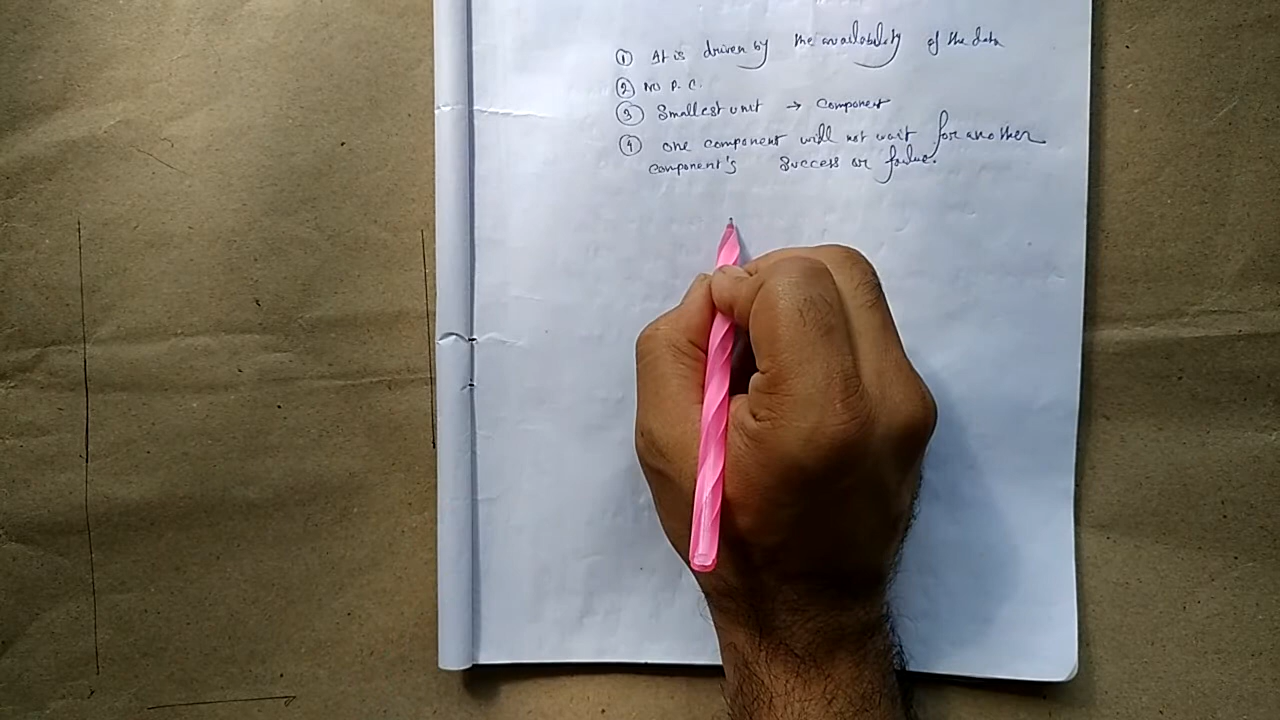 ① It is driven by the availability of the data
② No P. C.
③ Smallest unit → component
④ one component will not wait for another
component's success or failure.